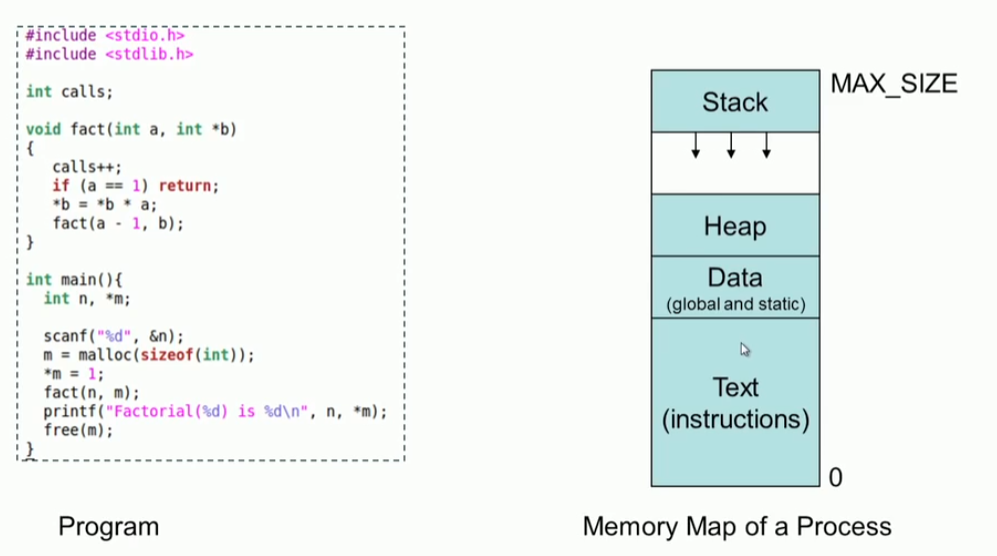 #include <stdio.h>
#include <stdlib.h>
int calls;
void fact(int a, int *b)
{
calls++;
if (a == 1) return;
*b = *b * a;
fact(a - 1, b);
}
int main(){
int n, *m;
scanf("%d", &n);
m = malloc(sizeof(int));
*m = 1;
fact(n, m);
printf("Factorial(%d) is %d\n", n, *m);
free(m);
}
Program
MAX_SIZE
Stack
Heap
Data
(global and static)
Text
(instructions)
0
Memory Map of a Process